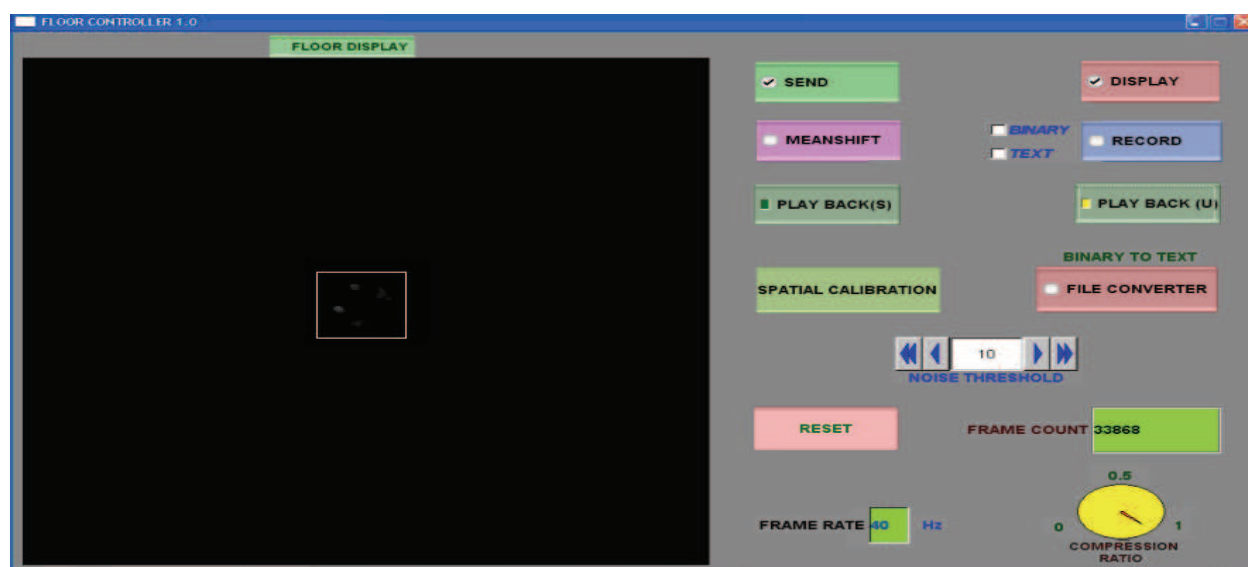 FLOOR CONTROLLER 1.0
FLOOR DISPLAY
SEND
DISPLAY
MEANSHIFT
BINARY
TEXT
RECORD
PLAY BACK(S)
PLAY BACK (U)
BINARY TO TEXT
SPATIAL CALIBRATION
FILE CONVERTER
10
NOISE THRESHOLD
RESET
FRAME COUNT 33868
FRAME RATE 40 Hz
0.5
0
1
COMPRESSION
RATIO